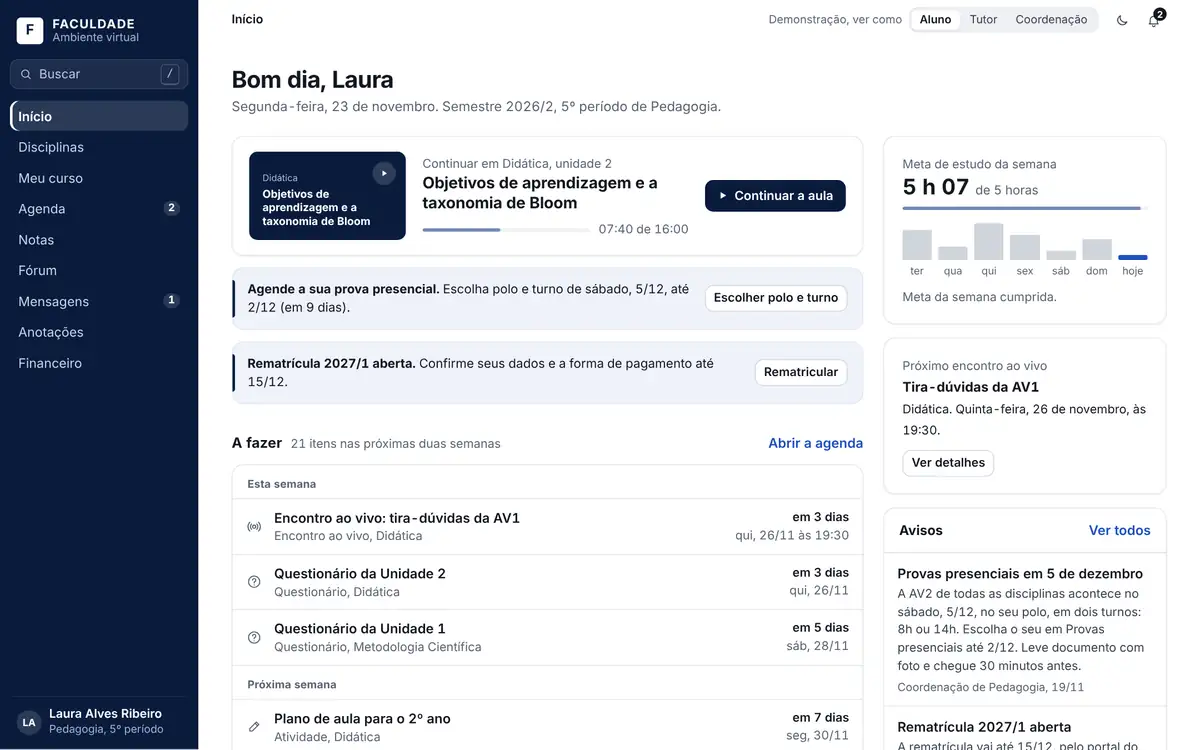 F
FACULDADE
Ambiente virtual
Buscar
/
Início
Disciplinas
Meu curso
Agenda
2
Notas
Fórum
Mensagens
1
Anotações
Financeiro
LA
Laura Alves Ribeiro
Pedagogia, 5º período
Início
Demonstração, ver como
Aluno
Tutor
Coordenação
2
Bom dia, Laura
Segunda-feira, 23 de novembro. Semestre 2026/2, 5º período de Pedagogia.
Didática
Objetivos de
aprendizagem e a
taxonomia de Bloom
Continuar em Didática, unidade 2
Objetivos de aprendizagem e a
taxonomia de Bloom
07:40 de 16:00
Continuar a aula
Agende a sua prova presencial. Escolha polo e turno de sábado, 5/12, até
2/12 (em 9 dias).
Escolher polo e turno
Rematrícula 2027/1 aberta. Confirme seus dados e a forma de pagamento até
15/12.
Rematricular
A fazer
21 itens nas próximas duas semanas
Abrir a agenda
Esta semana
Encontro ao vivo: tira-dúvidas da AV1
Encontro ao vivo, Didática
em 3 dias
qui, 26/11 às 19:30
Questionário da Unidade 2
Questionário, Didática
em 3 dias
qui, 26/11
Questionário da Unidade 1
Questionário, Metodologia Científica
em 5 dias
sáb, 28/11
Próxima semana
Plano de aula para o 2º ano
Atividade, Didática
em 7 dias
seg, 30/11
Meta de estudo da semana
5 h 07 de 5 horas
ter
qua
qui
sex
sáb
dom
hoje
Meta da semana cumprida.
Próximo encontro ao vivo
Tira-dúvidas da AV1
Didática. Quinta-feira, 26 de novembro, às
19:30.
Ver detalhes
Avisos
Ver todos
Provas presenciais em 5 de dezembro
A AV2 de todas as disciplinas acontece no
sábado, 5/12, no seu polo, em dois turnos:
8h ou 14h. Escolha o seu em Provas
presenciais até 2/12. Leve documento com
foto e chegue 30 minutos antes.
Coordenação de Pedagogia, 19/11
Rematrícula 2027/1 aberta
A rematrícula vai até 15/12, pelo portal do